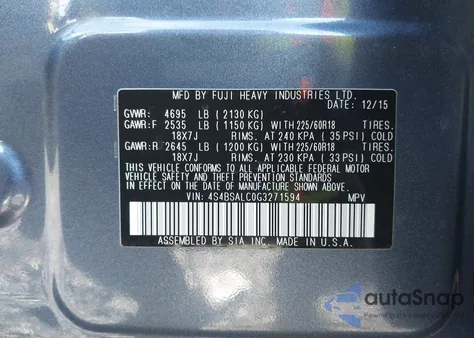 MFD BY FUJI HEAVY INDUSTRIES LTD.
DATE: 12/15
GVWR: 4695 LB (2130 KG)
GAWR:F 2535 LB (1150 KG) WITH 225/60R18 TIRES.
18X7J RIMS. AT 240 KPA (35 PSI) COLD
GAWR:R 2645 LB (1200 KG) WITH 225/60R18 TIRES.
18X7J RIMS. AT 230 KPA (33 PSI) COLD
THIS VEHICLE CONFORMS TO ALL APPLICABLE FEDERAL MOTOR
VEHICLE SAFETY, BUMPER, AND THEFT PREVENTION STANDARDS
IN EFFECT ON THE DATE OF MANUFACTURE SHOWN ABOVE.
VIN: 4S4BSALC0G3271594 MPV
ASSEMBLED BY SIA INC. MADE IN U.S.A.
autoSnap
Powered by